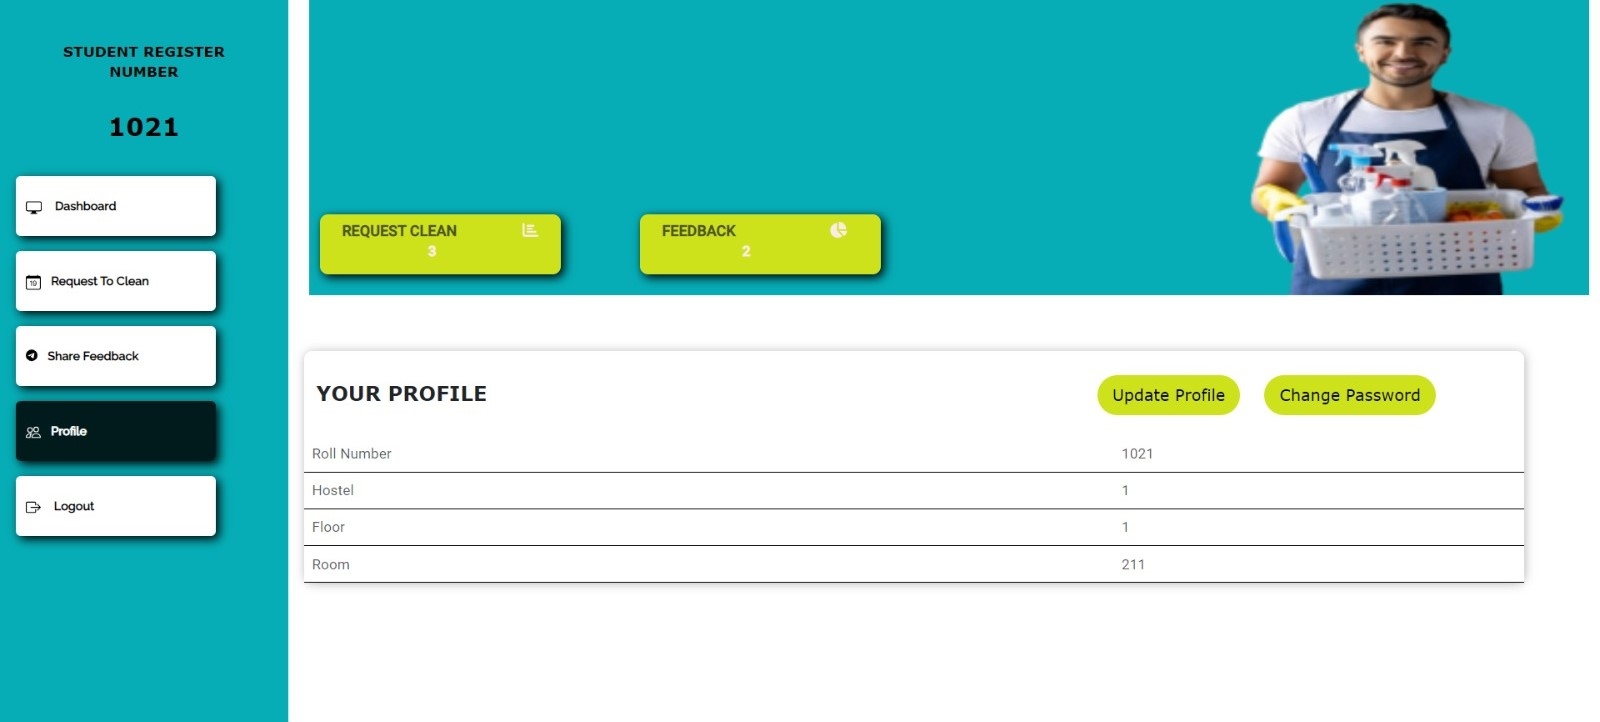 STUDENT REGISTER
NUMBER
1021
Dashboard
Request To Clean
Share Feedback
Profile
Logout
REQUEST CLEAN
3
FEEDBACK
2
YOUR PROFILE
Update Profile
Change Password
Roll Number 1021
Hostel 1
Floor 1
Room 211